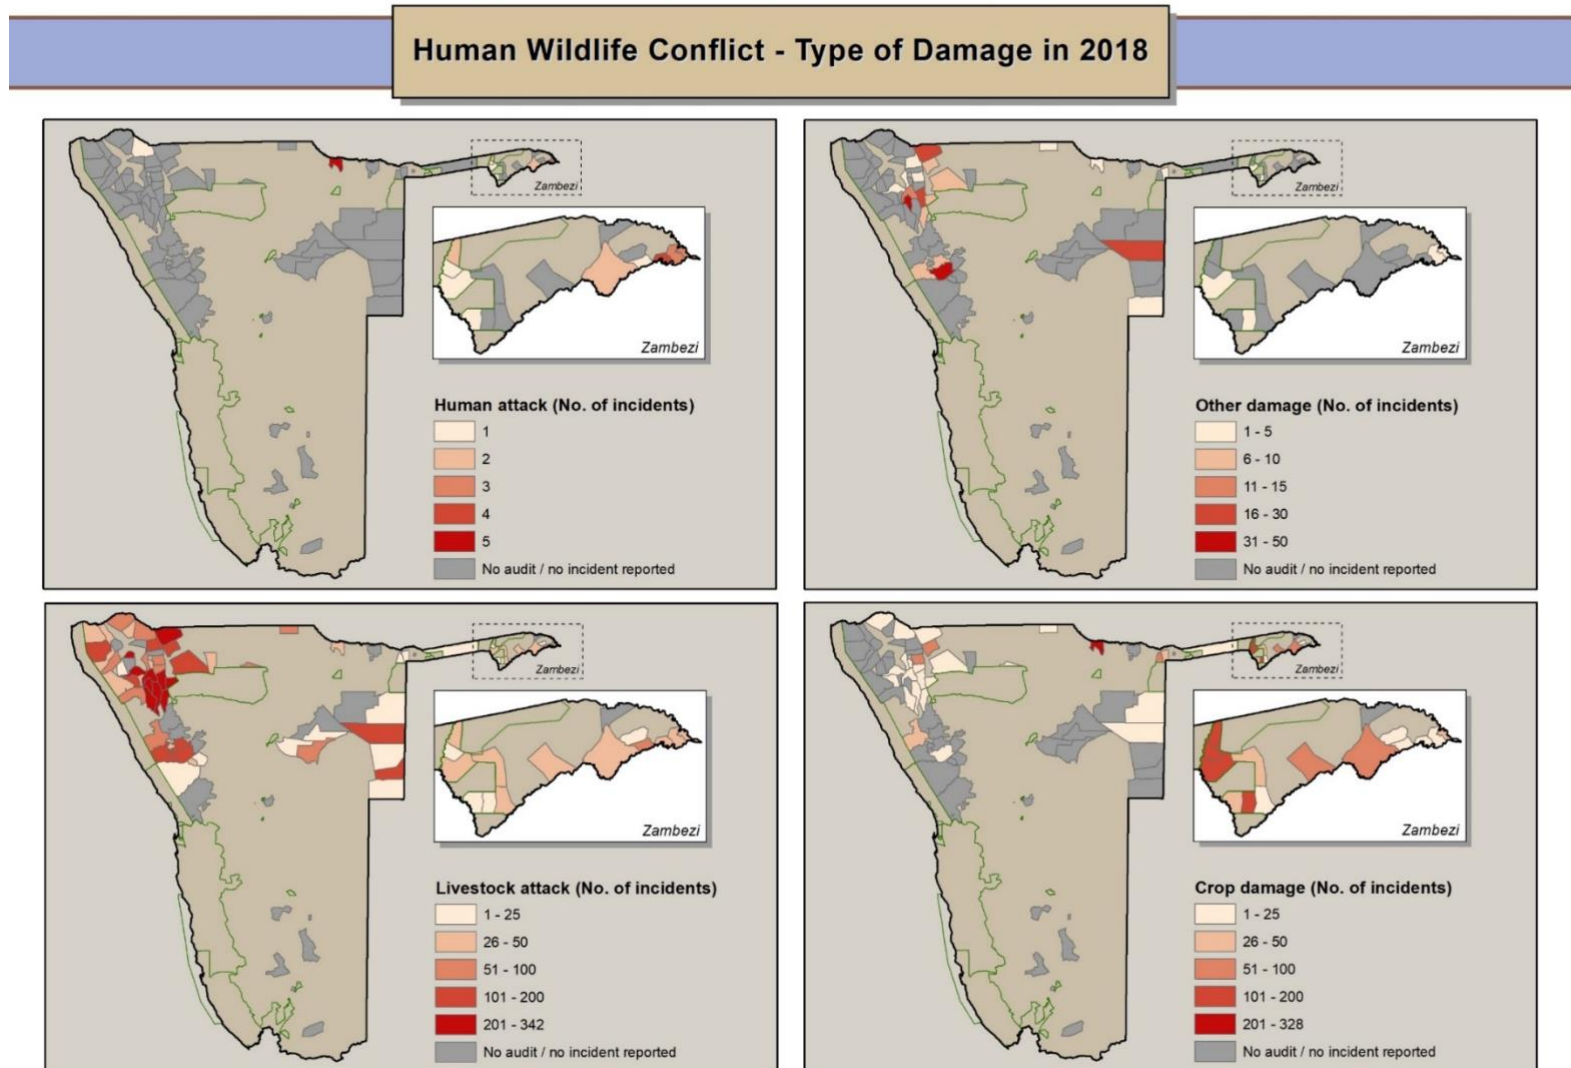 Human Wildlife Conflict - Type of Damage in 2018
Zambezi
Zambezi
Human attack (No. of incidents)
1
2
3
4
5
No audit / no incident reported
Zambezi
Zambezi
Other damage (No. of incidents)
1 - 5
6 - 10
11 - 15
16 - 30
31 - 50
No audit / no incident reported
Zambezi
Zambezi
Livestock attack (No. of incidents)
1 - 25
26 - 50
51 - 100
101 - 200
201 - 342
No audit / no incident reported
Zambezi
Zambezi
Crop damage (No. of incidents)
1 - 25
26 - 50
51 - 100
101 - 200
201 - 328
No audit / no incident reported